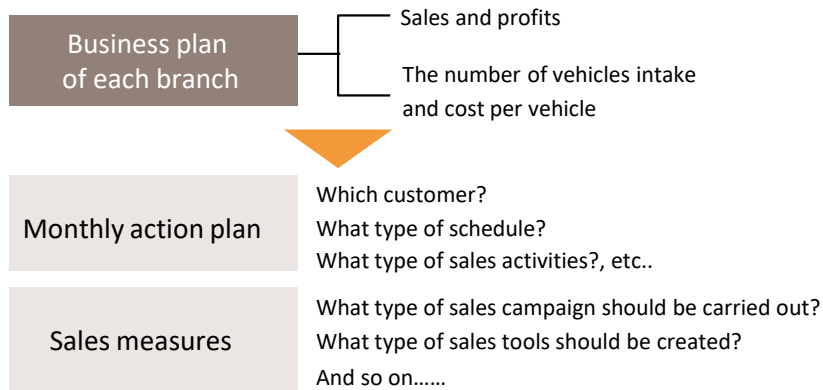 Business plan
of each branch
Sales and profits
The number of vehicles intake
and cost per vehicle
Monthly action plan
Which customer?
What type of schedule?
What type of sales activities?, etc..
Sales measures
What type of sales campaign should be carried out?
What type of sales tools should be created?
And so on……